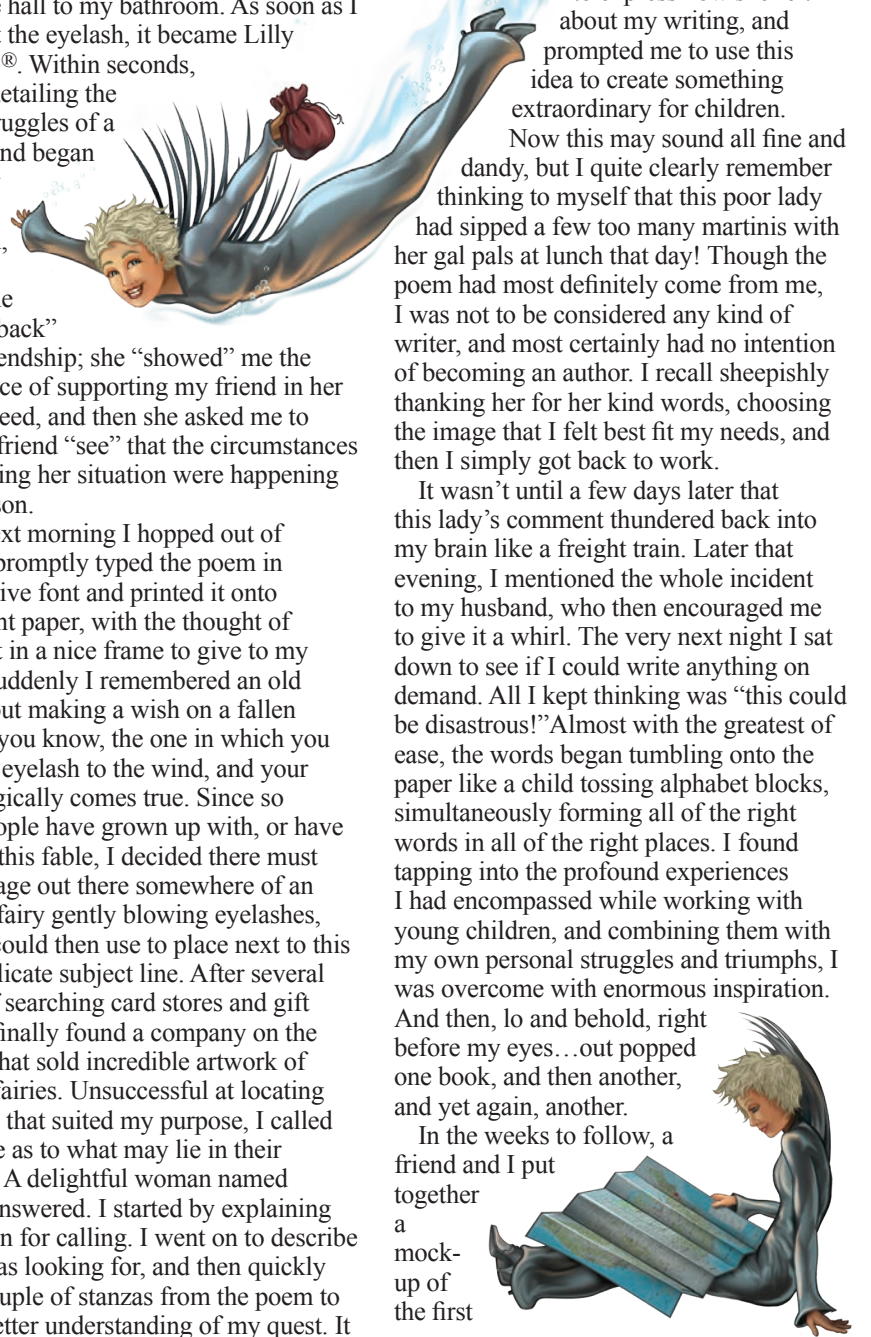 e hall to my bathroom. As soon as I
t the eyelash, it became Lilly
®. Within seconds,
etailing the
ruggles of a
nd began
,
e
back”
endship; she “showed” me the
ce of supporting my friend in her
eed, and then she asked me to
friend “see” that the circumstances
ing her situation were happening
son.
ext morning I hopped out of
promptly typed the poem in
ive font and printed it onto
nt paper, with the thought of
t in a nice frame to give to my
uddenly I remembered an old
out making a wish on a fallen
you know, the one in which you
eyelash to the wind, and your
gically comes true. Since so
ople have grown up with, or have
this fable, I decided there must
age out there somewhere of an
fairy gently blowing eyelashes,
could then use to place next to this
licate subject line. After several
f searching card stores and gift
finally found a company on the
hat sold incredible artwork of
fairies. Unsuccessful at locating
that suited my purpose, I called
e as to what may lie in their
A delightful woman named
nswered. I started by explaining
n for calling. I went on to describe
as looking for, and then quickly
uple of stanzas from the poem to
etter understanding of my quest. It
about my writing, and
prompted me to use this
idea to create something
extraordinary for children.
Now this may sound all fine and
dandy, but I quite clearly remember
thinking to myself that this poor lady
had sipped a few too many martinis with
her gal pals at lunch that day! Though the
poem had most definitely come from me,
I was not to be considered any kind of
writer, and most certainly had no intention
of becoming an author. I recall sheepishly
thanking her for her kind words, choosing
the image that I felt best fit my needs, and
then I simply got back to work.
It wasn’t until a few days later that
this lady’s comment thundered back into
my brain like a freight train. Later that
evening, I mentioned the whole incident
to my husband, who then encouraged me
to give it a whirl. The very next night I sat
down to see if I could write anything on
demand. All I kept thinking was “this could
be disastrous!”Almost with the greatest of
ease, the words began tumbling onto the
paper like a child tossing alphabet blocks,
simultaneously forming all of the right
words in all of the right places. I found
tapping into the profound experiences
I had encompassed while working with
young children, and combining them with
my own personal struggles and triumphs, I
was overcome with enormous inspiration.
And then, lo and behold, right
before my eyes…out popped
one book, and then another,
and yet again, another.
In the weeks to follow, a
friend and I put
together
a
mock-
up of
the first